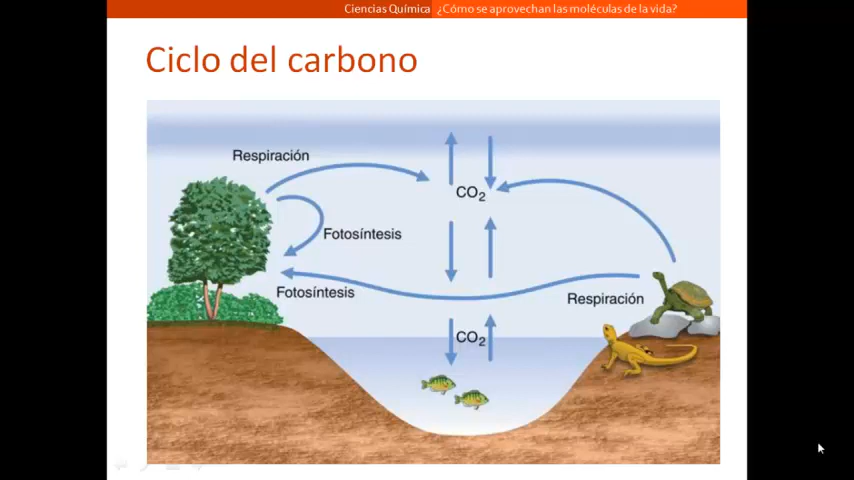 Ciencias Química ¿Cómo se aprovechan las moléculas de la vida?
Ciclo del carbono
Respiración
CO₂
Fotosíntesis
Fotosíntesis
Respiración
CO₂